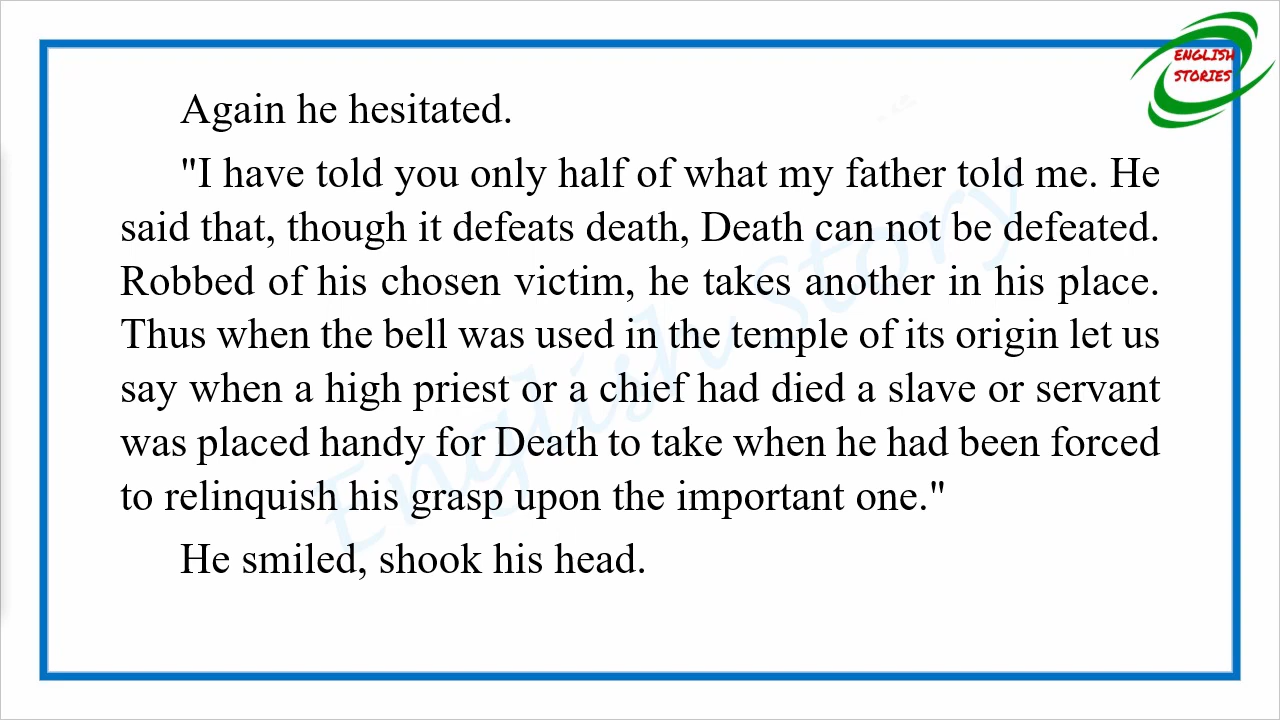 ENGLISH
STORIES
Again he hesitated.
"I have told you only half of what my father told me. He
said that, though it defeats death, Death can not be defeated.
Robbed of his chosen victim, he takes another in his place.
Thus when the bell was used in the temple of its origin let us
say when a high priest or a chief had died a slave or servant
was placed handy for Death to take when he had been forced
to relinquish his grasp upon the important one."
He smiled, shook his head.
English Story